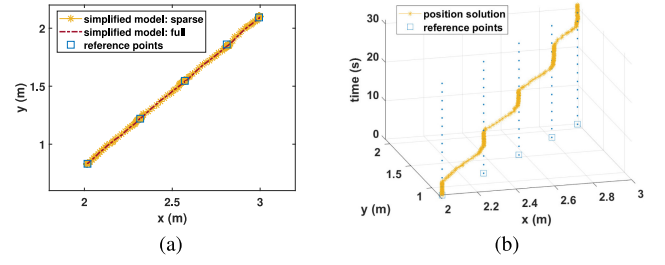 simplified model: sparse
simplified model: full
reference points
y (m)
2
1.5
1
2
2.5
3
x (m)
(a)
position solution
reference points
time (s)
30
20
10
0
2
1.5
1
y (m)
2
2.2
2.4
2.6
2.8
3
x (m)
(b)